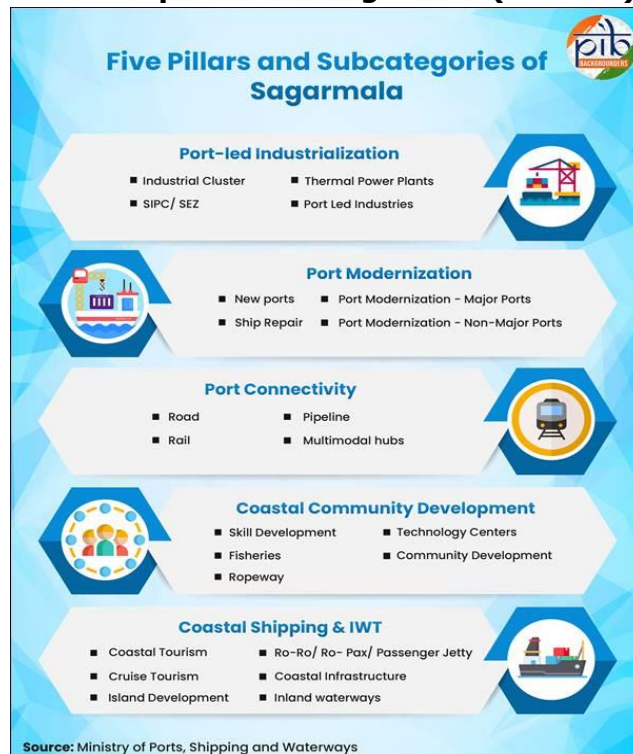 pib
BACKGROUNDERS
Five Pillars and Subcategories of
Sagarmala
Port-led Industrialization
■ Industrial Cluster ■ Thermal Power Plants
■ SIPC/ SEZ ■ Port Led Industries
Port Modernization
■ New ports ■ Port Modernization - Major Ports
■ Ship Repair ■ Port Modernization - Non-Major Ports
Port Connectivity
■ Road ■ Pipeline
■ Rail ■ Multimodal hubs
Coastal Community Development
■ Skill Development ■ Technology Centers
■ Fisheries ■ Community Development
■ Ropeway
Coastal Shipping & IWT
■ Coastal Tourism ■ Ro-Ro/ Ro- Pax/ Passenger Jetty
■ Cruise Tourism ■ Coastal Infrastructure
■ Island Development ■ Inland waterways
Source: Ministry of Ports, Shipping and Waterways